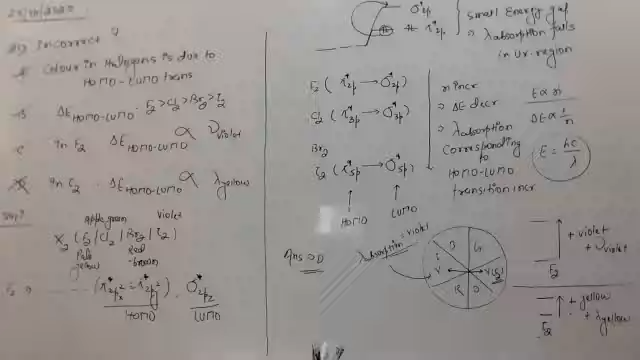 Q) Incorrect ?
A Colour in Halogens is due to
HOMO-LUMO trans
B ΔE HOMO-LUMO : F2 > Cl2 > Br2 > I2
C In F2 ΔE HOMO-LUMO ∝ ν violet
D In F2 . ΔE HOMO-LUMO ∝ λ yellow
apple green violet
X2 (F2 | Cl2 | Br2 | I2)
Pale yellow Red-brown
F2 (π*2px² = π*2py²) σ*2pz
HOMO LUMO
σ*2p
π*2p
small Energy gap
λ absorption falls
in UV-region
F2 (π*2p → σ*2p)
Cl2 (π*3p → σ*3p)
Br2
I2 (π*5p → σ*5p)
HOMO LUMO
n incr
ΔE decr
λ absorption
corresponding
to
HOMO-LUMO
transition incr
E ∝ n
ΔE ∝ 1/n
E = hc/λ
Ans => D
λ absorption = violet
B G
V
R O
+ violet
+ ν violet
F2
+ yellow
+ λ yellow
F2